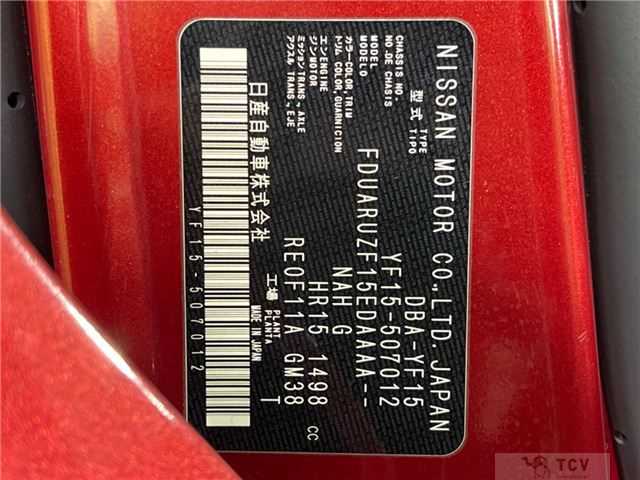 NISSAN MOTOR CO.,LTD. JAPAN
型式 TYPE TIPO DBA-YF15
CHASSIS NO.
NO. DE CHASIS YF15-507012
MODEL
MODELO FDUARUZF15EDAAAA--
カラー COLOR, TRIM
トリム COLOR, GUARNICION NAH G
エンジン ENGINE
MOTOR HR15 1498 CC
ミッション TRANS., AXLE
アクスル TRANS., EJE RE0F11A GM38
工場 PLANT PLANTA T
日産自動車株式会社 MADE IN JAPAN
YF15-507012
TCV